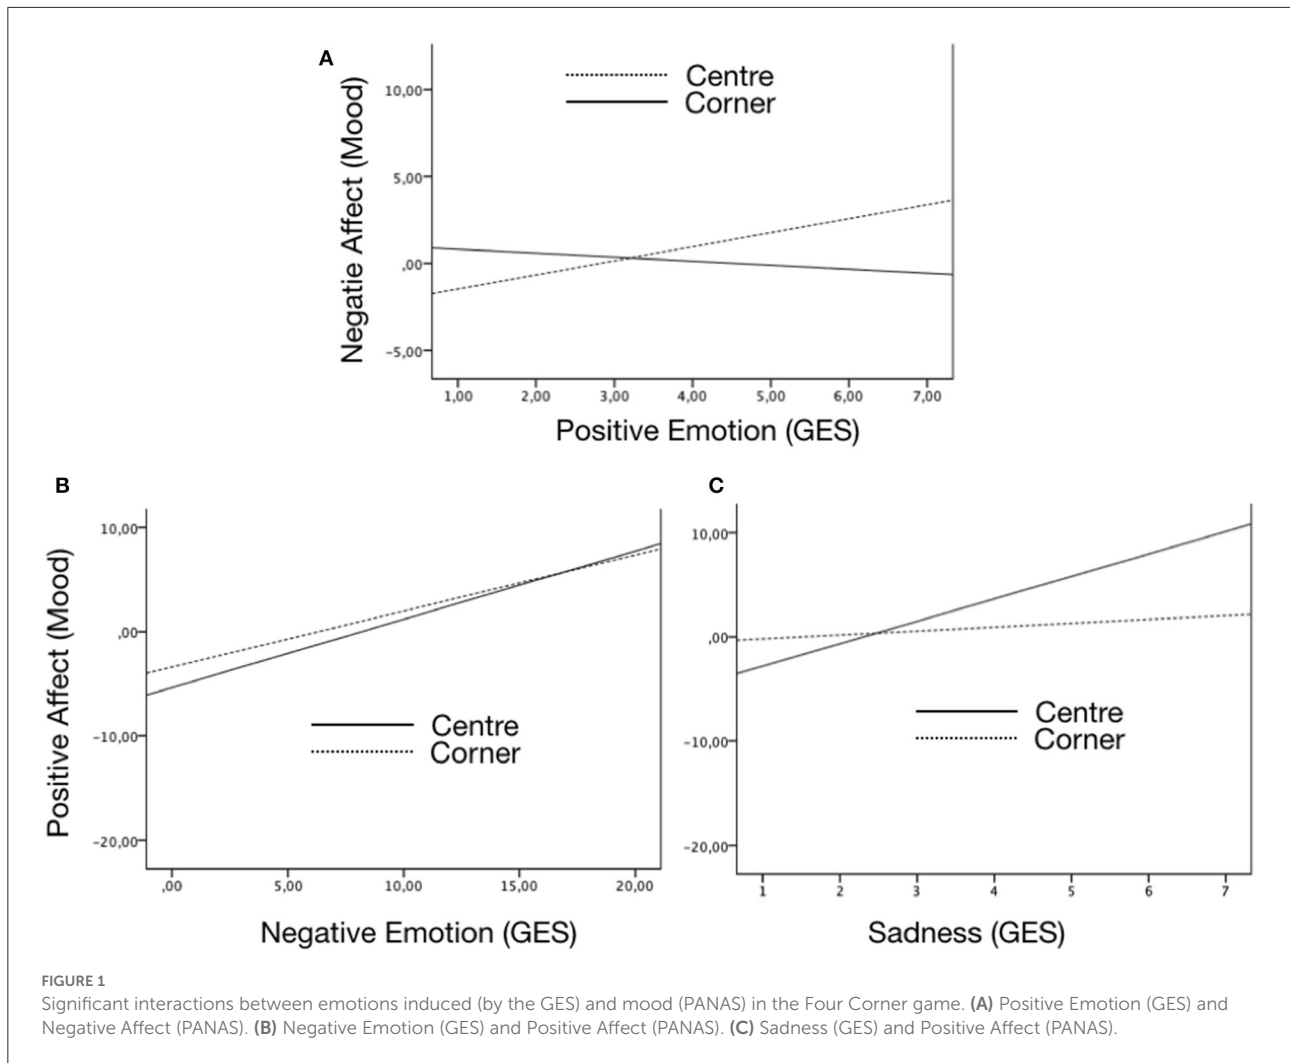 A
Centre
Corner
Negatie Affect (Mood)
10,00
5,00
,00
−5,00
1,00 2,00 3,00 4,00 5,00 6,00 7,00
Positive Emotion (GES)
B
Positive Affect (Mood)
10,00
,00
−10,00
−20,00
Centre
Corner
,00 5,00 10,00 15,00 20,00
Negative Emotion (GES)
C
10,00
,00
−10,00
−20,00
Centre
Corner
1 2 3 4 5 6 7
Sadness (GES)
FIGURE 1
Significant interactions between emotions induced (by the GES) and mood (PANAS) in the Four Corner game. (A) Positive Emotion (GES) and
Negative Affect (PANAS). (B) Negative Emotion (GES) and Positive Affect (PANAS). (C) Sadness (GES) and Positive Affect (PANAS).